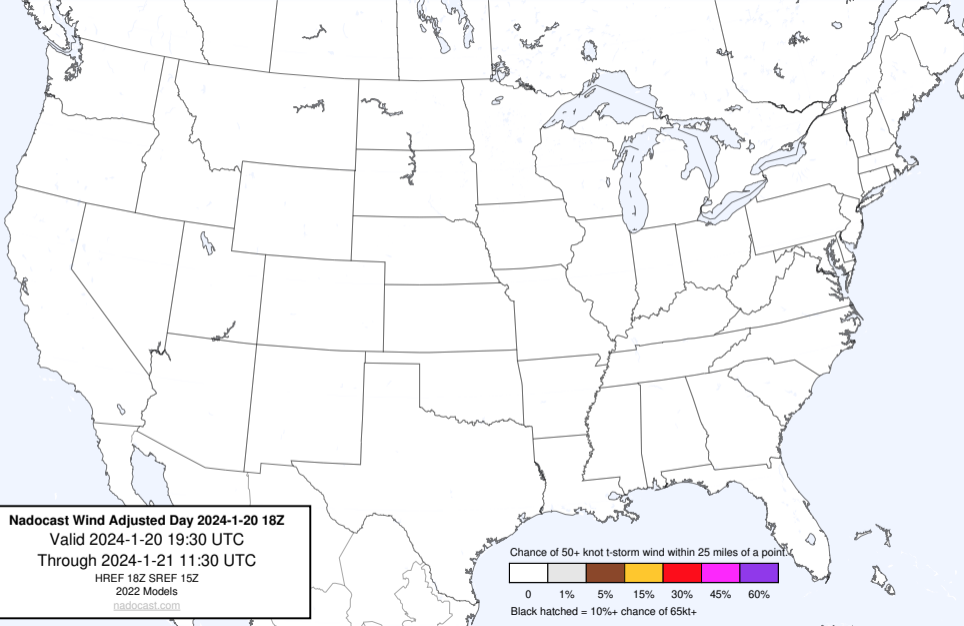 Nadocast Wind Adjusted Day 2024-1-20 18Z
Valid 2024-1-20 19:30 UTC
Through 2024-1-21 11:30 UTC
HREF 18Z SREF 15Z
2022 Models
nadocast.com
Chance of 50+ knot t-storm wind within 25 miles of a point.
0 1% 5% 15% 30% 45% 60%
Black hatched = 10%+ chance of 65kt+